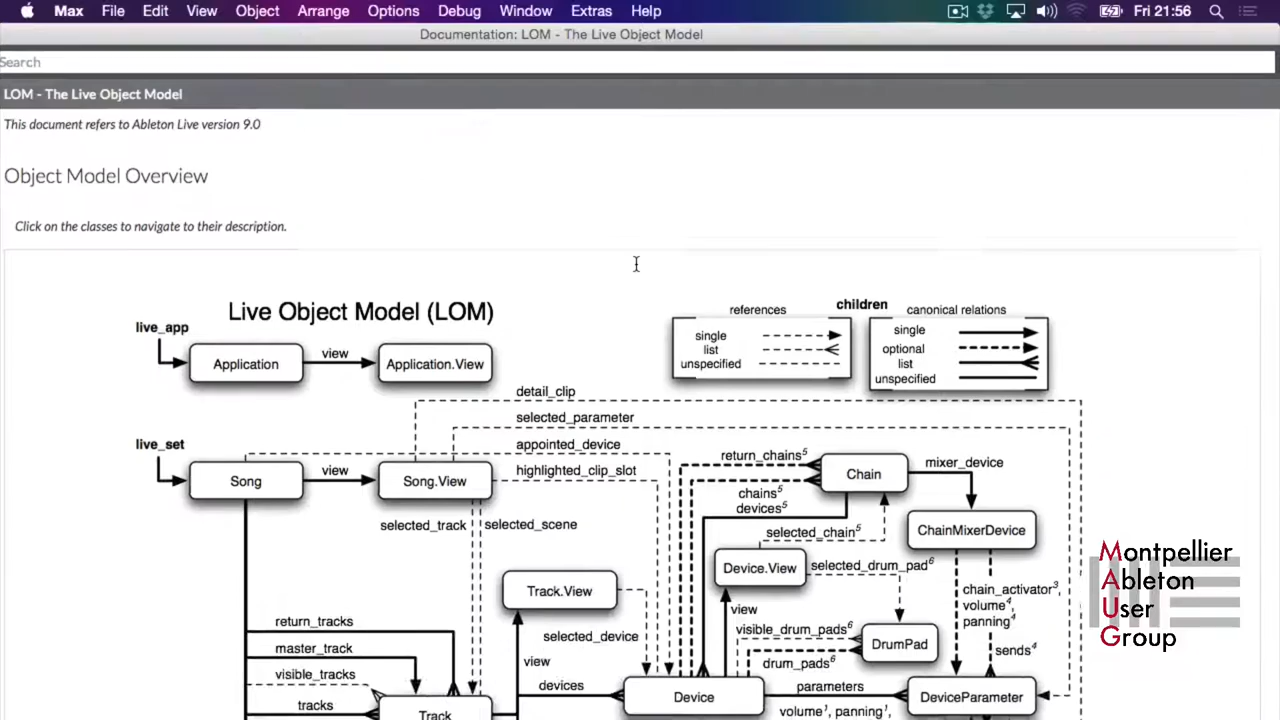 Max File Edit View Object Arrange Options Debug Window Extras Help Fri 21:56
Documentation: LOM - The Live Object Model
Search
LOM - The Live Object Model
This document refers to Ableton Live version 9.0
Object Model Overview
Click on the classes to navigate to their description.
Live Object Model (LOM)
children
references
canonical relations
single
list
unspecified
single
optional
list
unspecified
live_app
Application
view
Application.View
detail_clip
selected_parameter
appointed_device
highlighted_clip_slot
live_set
Song
view
Song.View
selected_track
selected_scene
return_chains⁵
chains⁵
devices⁵
Chain
mixer_device
ChainMixerDevice
selected_chain⁵
Device.View
selected_drum_pad⁶
chain_activator³,
volume⁴
panning⁴
sends⁴
Track.View
selected_device
view
view
visible_drum_pads⁶
drum_pads⁶
DrumPad
return_tracks
master_track
visible_tracks
tracks
Track
devices
Device
parameters
DeviceParameter
volume¹, panning¹,
Montpellier
Ableton
User
Group